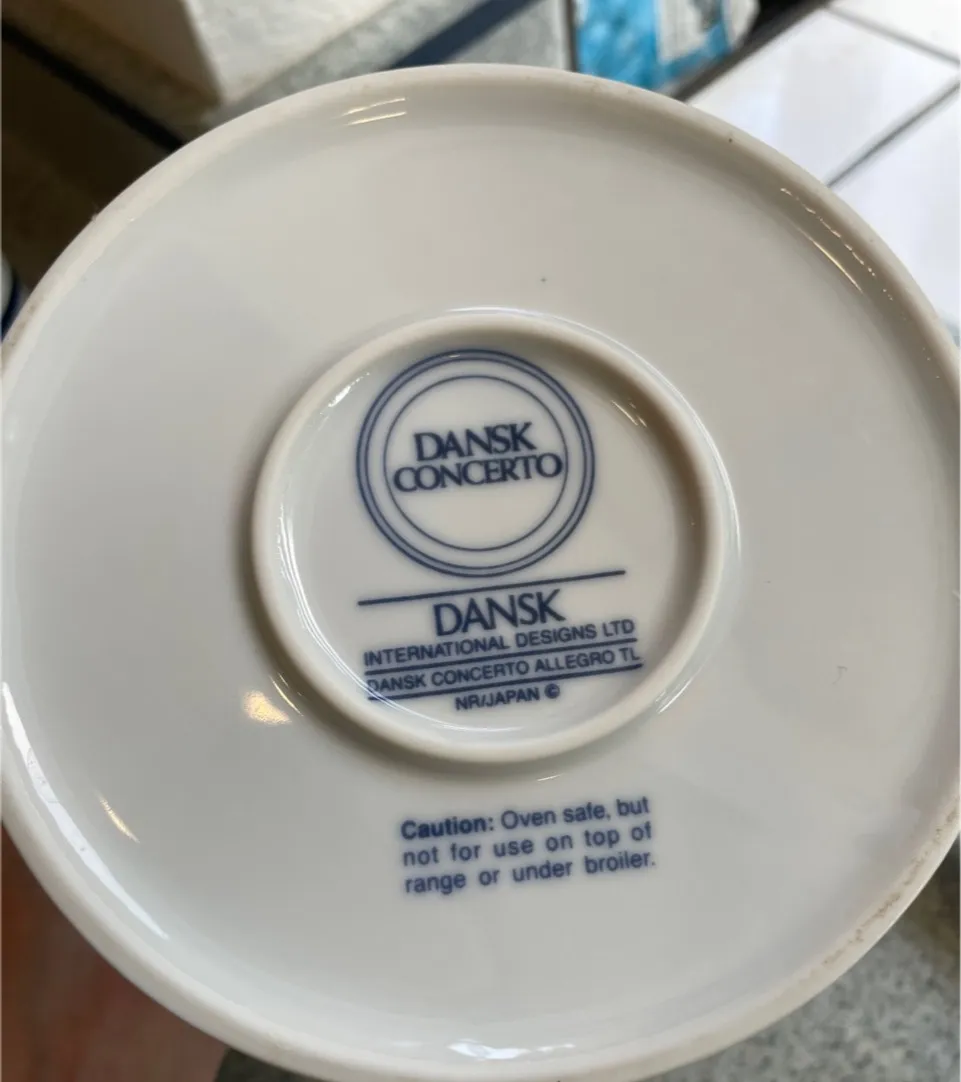 DANSK
CONCERTO
DANSK
INTERNATIONAL DESIGNS LTD
DANSK CONCERTO ALLEGRO TL
NR/JAPAN ©
Caution: Oven safe, but
not for use on top of
range or under broiler.